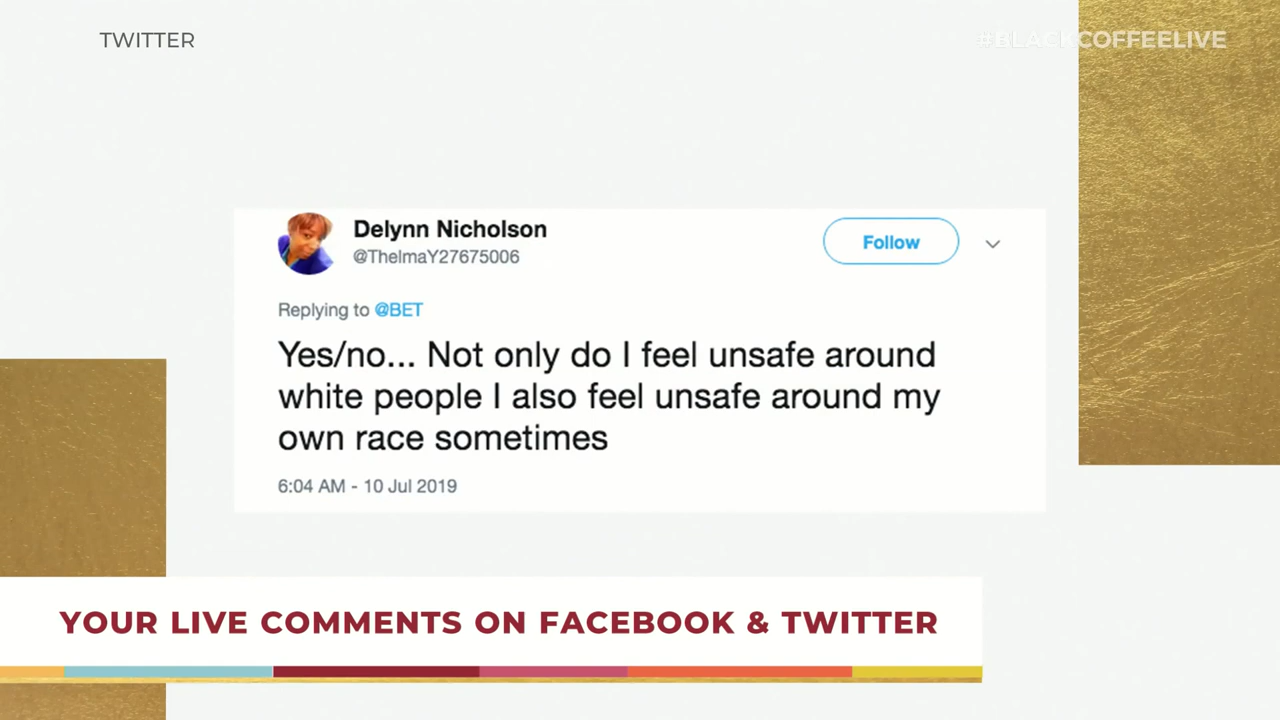 TWITTER
#BLACKCOFFEELIVE
Delynn Nicholson
@ThelmaY27675006
Follow
Replying to @BET
Yes/no... Not only do I feel unsafe around
white people I also feel unsafe around my
own race sometimes
6:04 AM - 10 Jul 2019
YOUR LIVE COMMENTS ON FACEBOOK & TWITTER